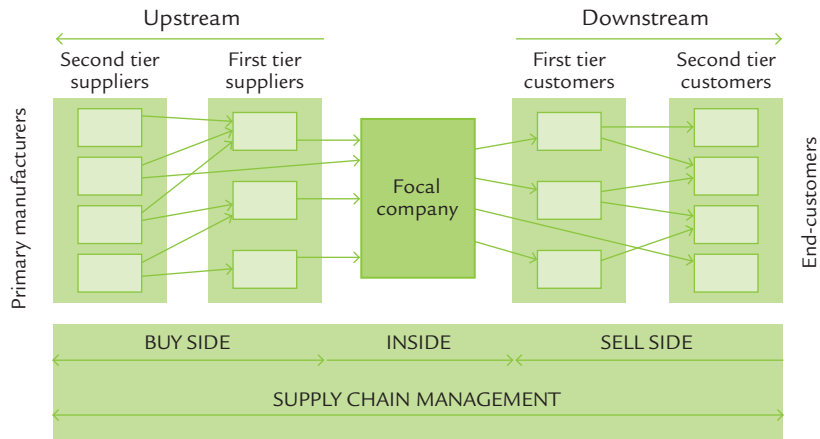 Upstream
Downstream
Second tier
suppliers
First tier
suppliers
First tier
customers
Second tier
customers
Primary manufacturers
Focal
company
End-customers
BUY SIDE
INSIDE
SELL SIDE
SUPPLY CHAIN MANAGEMENT